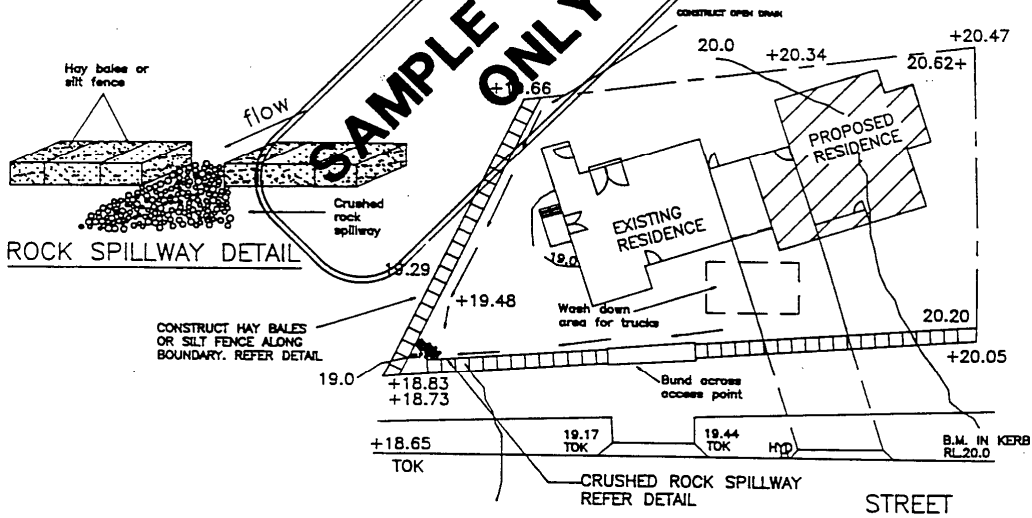 CONSTRUCT OPEN DRAIN
SAMPLE
ONLY
20.0
+20.34
+20.47
20.62+
Hay bales or
silt fence
flow
PROPOSED
RESIDENCE
EXISTING
RESIDENCE
Crushed
rock
spillway
ROCK SPILLWAY DETAIL
19.29
19.0
+19.48
Wash down
area for trucks
20.20
+20.05
CONSTRUCT HAY BALES
OR SILT FENCE ALONG
BOUNDARY. REFER DETAIL
19.0
+18.83
+18.73
Bund across
access point
+18.65
TOK
19.17
TOK
19.44
TOK
HYD
B.M. IN KERB
RL.20.0
CRUSHED ROCK SPILLWAY
REFER DETAIL
STREET